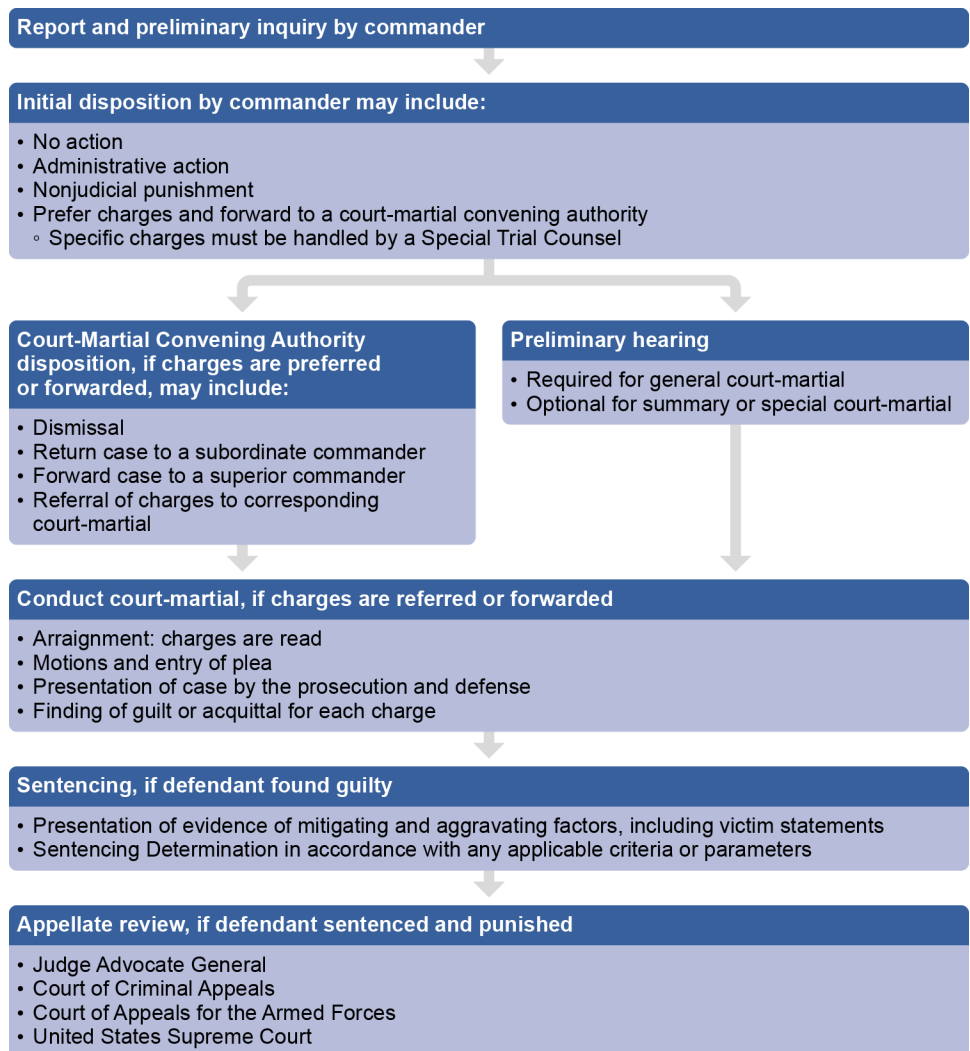 Report and preliminary inquiry by commander
Initial disposition by commander may include:
• No action
• Administrative action
• Nonjudicial punishment
• Prefer charges and forward to a court-martial convening authority
◦ Specific charges must be handled by a Special Trial Counsel
Court-Martial Convening Authority
disposition, if charges are preferred
or forwarded, may include:
• Dismissal
• Return case to a subordinate commander
• Forward case to a superior commander
• Referral of charges to corresponding
court-martial
Preliminary hearing
• Required for general court-martial
• Optional for summary or special court-martial
Conduct court-martial, if charges are referred or forwarded
• Arraignment: charges are read
• Motions and entry of plea
• Presentation of case by the prosecution and defense
• Finding of guilt or acquittal for each charge
Sentencing, if defendant found guilty
• Presentation of evidence of mitigating and aggravating factors, including victim statements
• Sentencing Determination in accordance with any applicable criteria or parameters
Appellate review, if defendant sentenced and punished
• Judge Advocate General
• Court of Criminal Appeals
• Court of Appeals for the Armed Forces
• United States Supreme Court